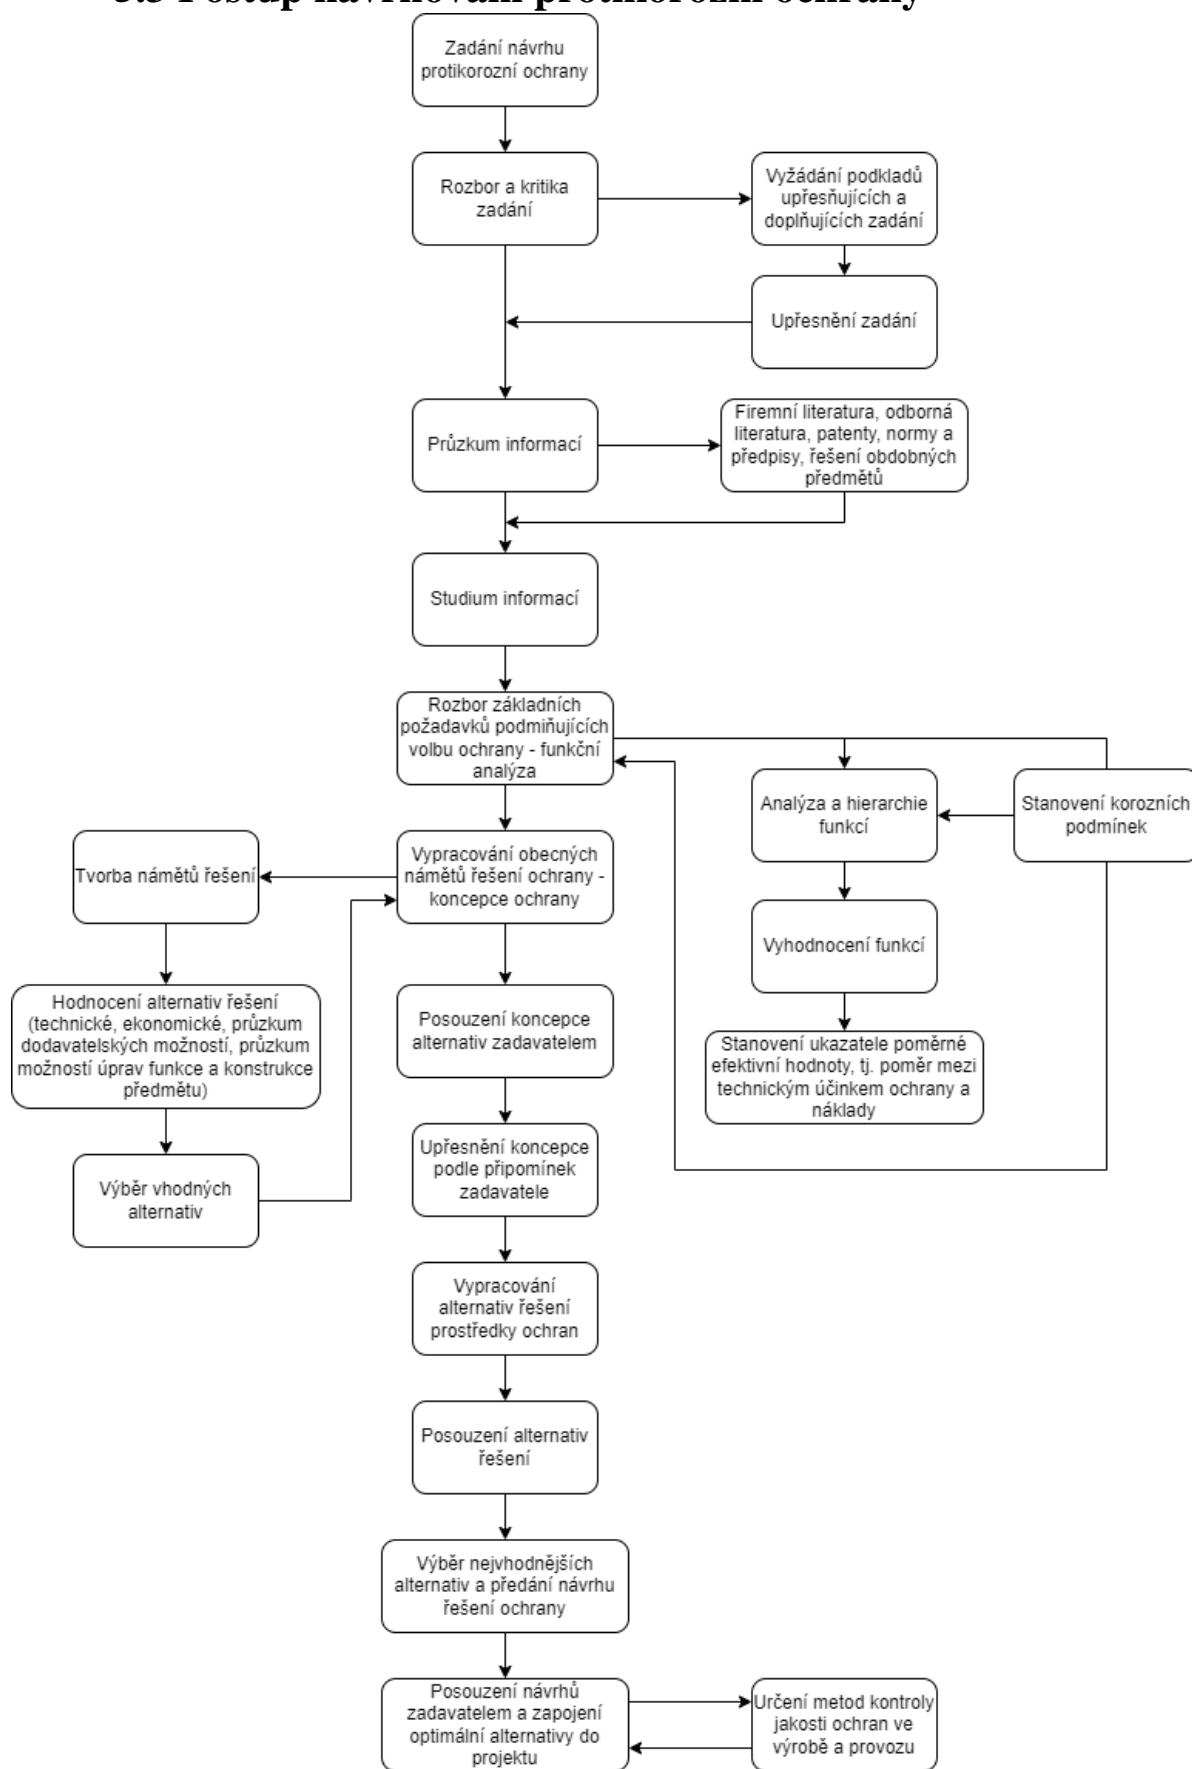 3.3 Postup navrhování protikorozní ochrany
Zadání návrhu
protikorozní ochrany
Rozbor a kritika
zadání
Vyžádání podkladů
upřesňujících a
doplňujících zadání
Upřesnění zadání
Průzkum informací
Firemní literatura, odborná
literatura, patenty, normy a
předpisy, řešení obdobných
předmětů
Studium informací
Rozbor základních
požadavků podmiňujících
volbu ochrany - funkční
analýza
Analýza a hierarchie
funkcí
Stanovení korozních
podmínek
Tvorba námětů řešení
Vypracování obecných
námětů řešení ochrany -
koncepce ochrany
Vyhodnocení funkcí
Hodnocení alternativ řešení
(technické, ekonomické, průzkum
dodavatelských možností, průzkum
možností úprav funkce a konstrukce
předmětu)
Posouzení koncepce
alternativ zadavatelem
Stanovení ukazatele poměrné
efektivní hodnoty, tj. poměr mezi
technickým účinkem ochrany a
náklady
Výběr vhodných
alternativ
Upřesnění koncepce
podle připomínek
zadavatele
Vypracování
alternativ řešení
prostředky ochran
Posouzení alternativ
řešení
Výběr nejvhodnějších
alternativ a předání návrhu
řešení ochrany
Posouzení návrhů
zadavatelem a zapojení
optimální alternativy do
projektu
Určení metod kontroly
jakosti ochran ve
výrobě a provozu